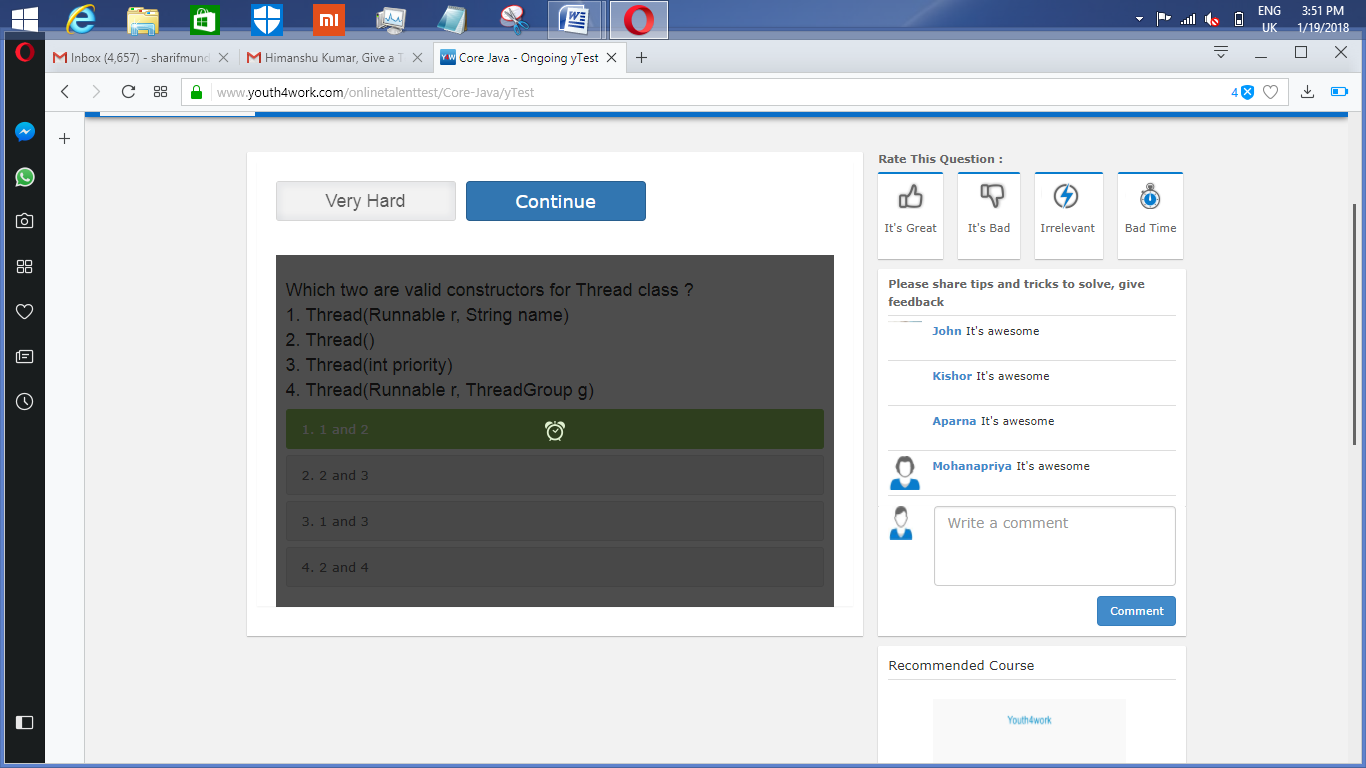 ENG
UK
3:51 PM
1/19/2018
Inbox (4,657) - sharifmund
Himanshu Kumar, Give a T
Core Java - Ongoing yTest
www.youth4work.com/onlinetalenttest/Core-Java/yTest
4
Very Hard
Continue
Which two are valid constructors for Thread class ?
1. Thread(Runnable r, String name)
2. Thread()
3. Thread(int priority)
4. Thread(Runnable r, ThreadGroup g)
1. 1 and 2
2. 2 and 3
3. 1 and 3
4. 2 and 4
Rate This Question :
It's Great
It's Bad
Irrelevant
Bad Time
Please share tips and tricks to solve, give
feedback
John It's awesome
Kishor It's awesome
Aparna It's awesome
Mohanapriya It's awesome
Write a comment
Comment
Recommended Course
Youth4work